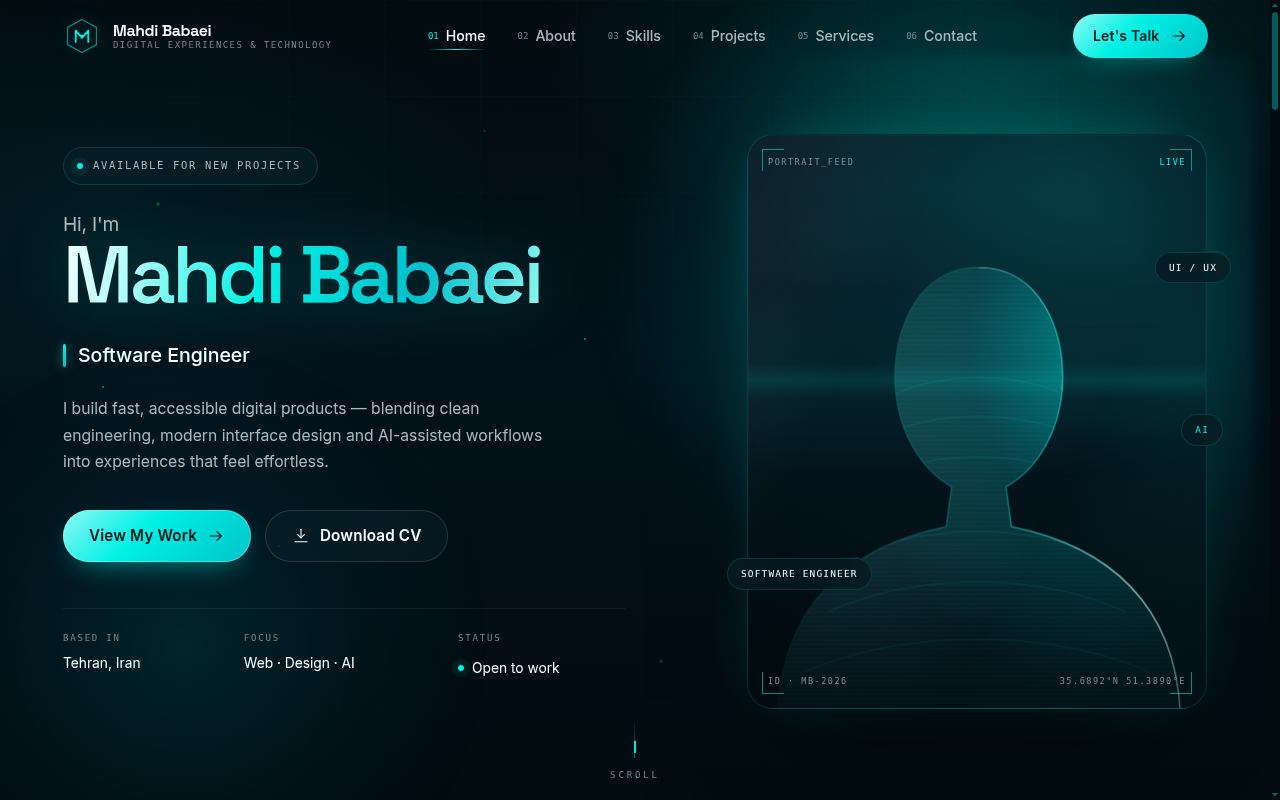 Mahdi Babaei
DIGITAL EXPERIENCES & TECHNOLOGY
01 Home
02 About
03 Skills
04 Projects
05 Services
06 Contact
Let's Talk
AVAILABLE FOR NEW PROJECTS
Hi, I'm
Mahdi Babaei
Software Engineer
I build fast, accessible digital products — blending clean
engineering, modern interface design and AI-assisted workflows
into experiences that feel effortless.
View My Work
Download CV
BASED IN
Tehran, Iran
FOCUS
Web · Design · AI
STATUS
Open to work
PORTRAIT_FEED
LIVE
UI / UX
AI
SOFTWARE ENGINEER
ID · MB-2026
35.6892°N 51.3890°E
SCROLL